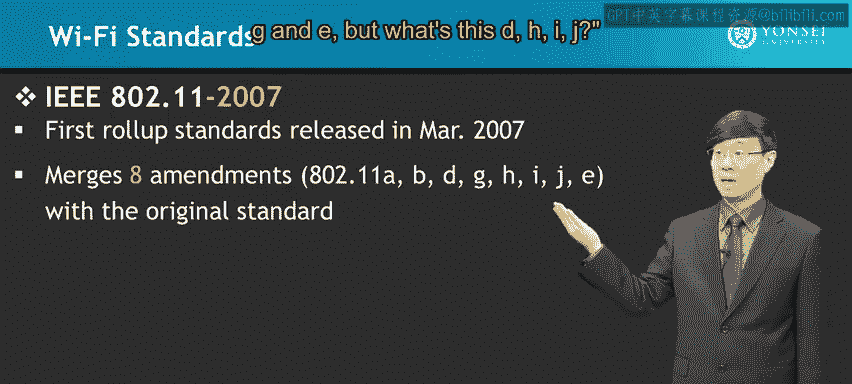 g and e, but what's this d, h, i, j?"
GPT中英字幕课程资源@bilibili.com
Wi-Fi Standards
YONSEI
UNIVERSITY
❖ IEEE 802.11-2007
▪ First rollup standards released in Mar. 2007
▪ Merges 8 amendments (802.11a, b, d, g, h, i, j, e)
with the original standard